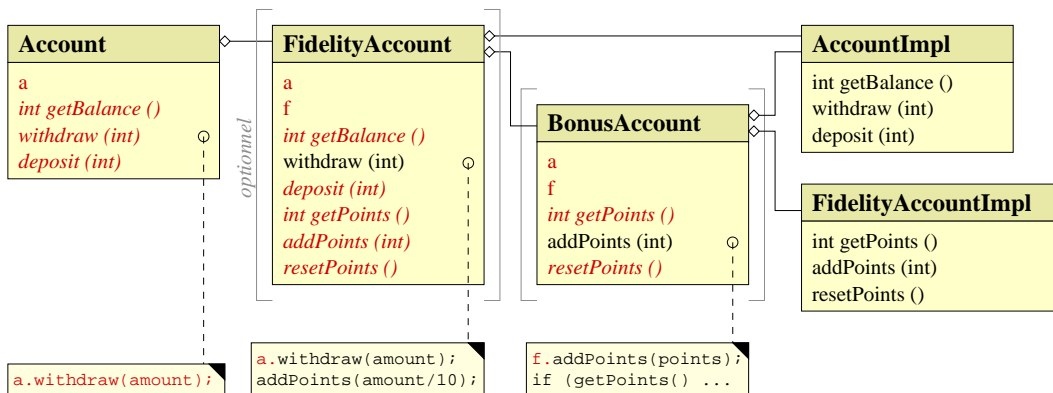 Account
a
int getBalance ()
withdraw (int)
deposit (int)
optionnel
FidelityAccount
a
f
int getBalance ()
withdraw (int)
deposit (int)
int getPoints ()
addPoints (int)
resetPoints ()
BonusAccount
a
f
int getPoints ()
addPoints (int)
resetPoints ()
AccountImpl
int getBalance ()
withdraw (int)
deposit (int)
FidelityAccountImpl
int getPoints ()
addPoints (int)
resetPoints ()
a.withdraw(amount);
a.withdraw(amount);
addPoints(amount/10);
f.addPoints(points);
if (getPoints() ...